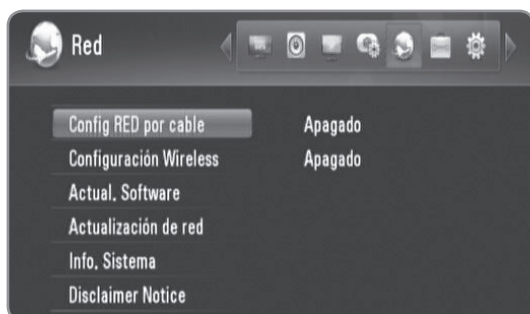 Red
Config RED por cable Apagado
Configuración Wireless Apagado
Actual. Software
Actualización de red
Info. Sistema
Disclaimer Notice